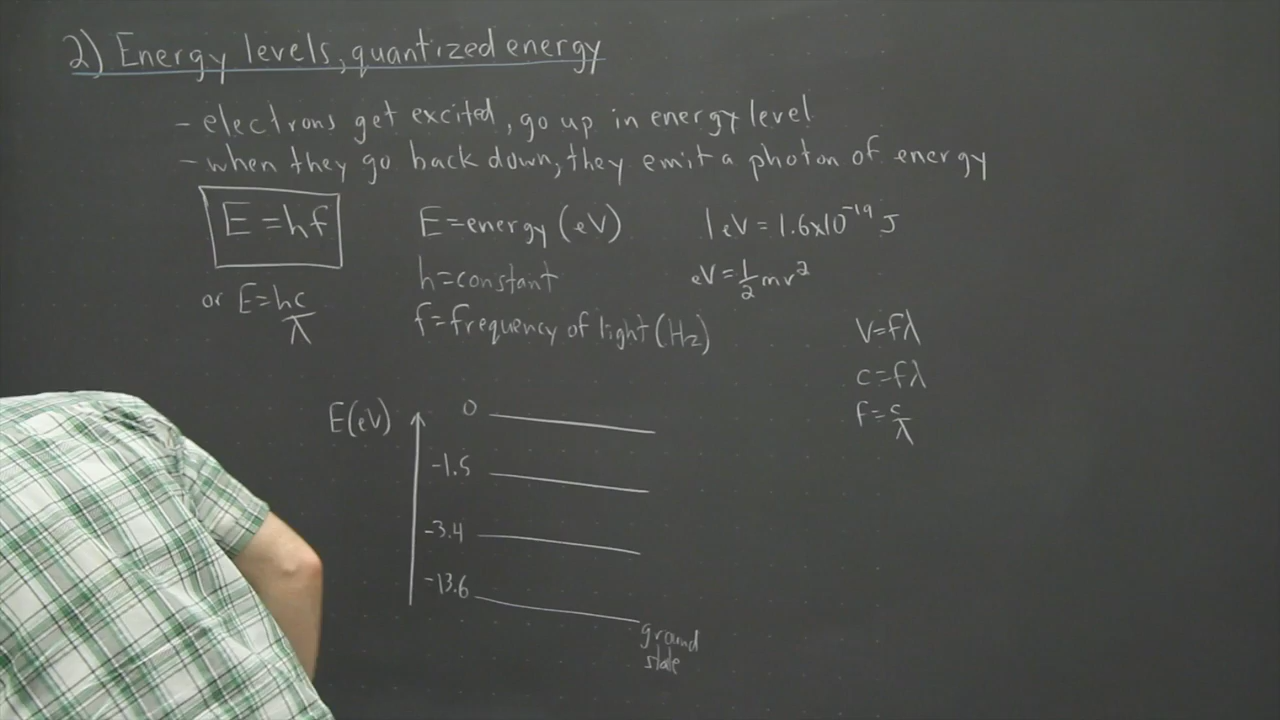 2) Energy levels, quantized energy
- electrons get excited, go up in energy level
- when they go back down, they emit a photon of energy
E=hf
E=energy (eV)
1eV = 1.6x10⁻¹⁹ J
h=constant
eV = 1/2 mv²
or E=hc/λ
f=frequency of light (Hz)
v=fλ
c=fλ
f=c/λ
E(eV)
0
-1.5
-3.4
-13.6
ground
state